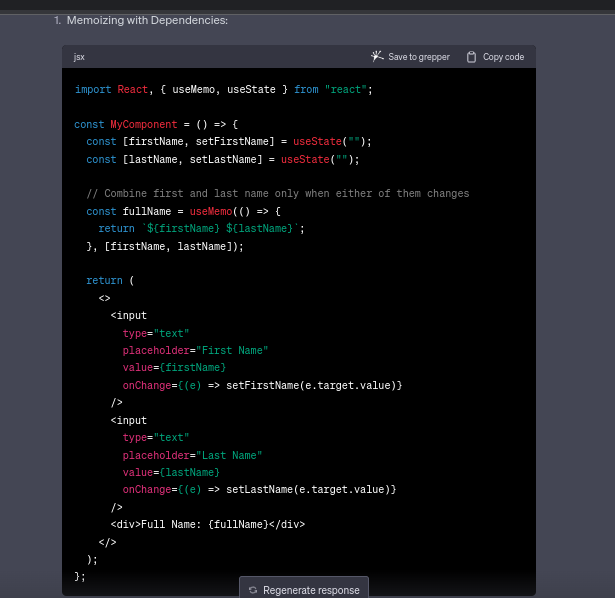 1. Memoizing with Dependencies:
jsx Save to grepper Copy code
import React, { useMemo, useState } from "react";
const MyComponent = () => {
const [firstName, setFirstName] = useState("");
const [lastName, setLastName] = useState("");
// Combine first and last name only when either of them changes
const fullName = useMemo(() => {
return `${firstName} ${lastName}`;
}, [firstName, lastName]);
return (
<>
<input
type="text"
placeholder="First Name"
value={firstName}
onChange={(e) => setFirstName(e.target.value)}
/>
<input
type="text"
placeholder="Last Name"
value={lastName}
onChange={(e) => setLastName(e.target.value)}
/>
<div>Full Name: {fullName}</div>
</>
);
};
Regenerate response